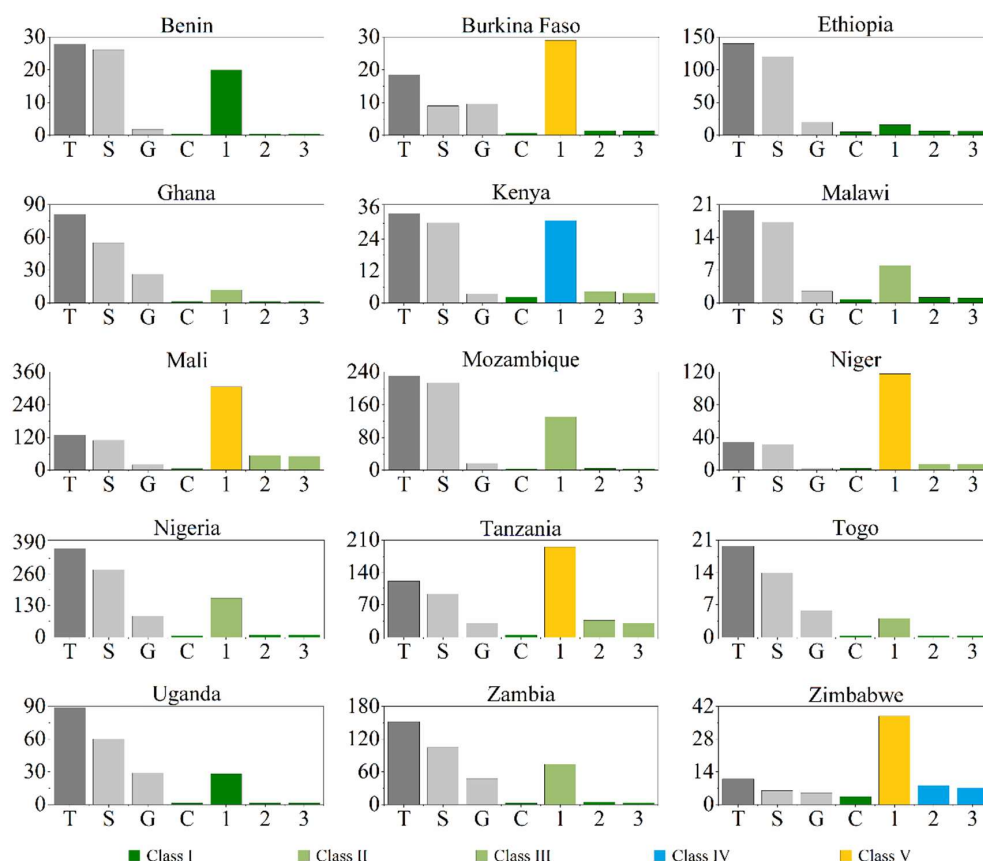 Benin
30
20
10
0
T S G C 1 2 3
Burkina Faso
30
20
10
0
T S G C 1 2 3
Ethiopia
150
100
50
0
T S G C 1 2 3
Ghana
90
60
30
0
T S G C 1 2 3
Kenya
36
24
12
0
T S G C 1 2 3
Malawi
21
14
7
0
T S G C 1 2 3
Mali
360
240
120
0
T S G C 1 2 3
Mozambique
240
160
80
0
T S G C 1 2 3
Niger
120
40
0
T S G C 1 2 3
Nigeria
390
260
130
0
T S G C 1 2 3
Tanzania
210
140
70
0
T S G C 1 2 3
Togo
21
14
7
0
T S G C 1 2 3
Uganda
90
60
30
0
T S G C 1 2 3
Zambia
180
120
60
0
T S G C 1 2 3
Zimbabwe
42
28
14
0
T S G C 1 2 3
Class I Class II Class III Class IV Class V